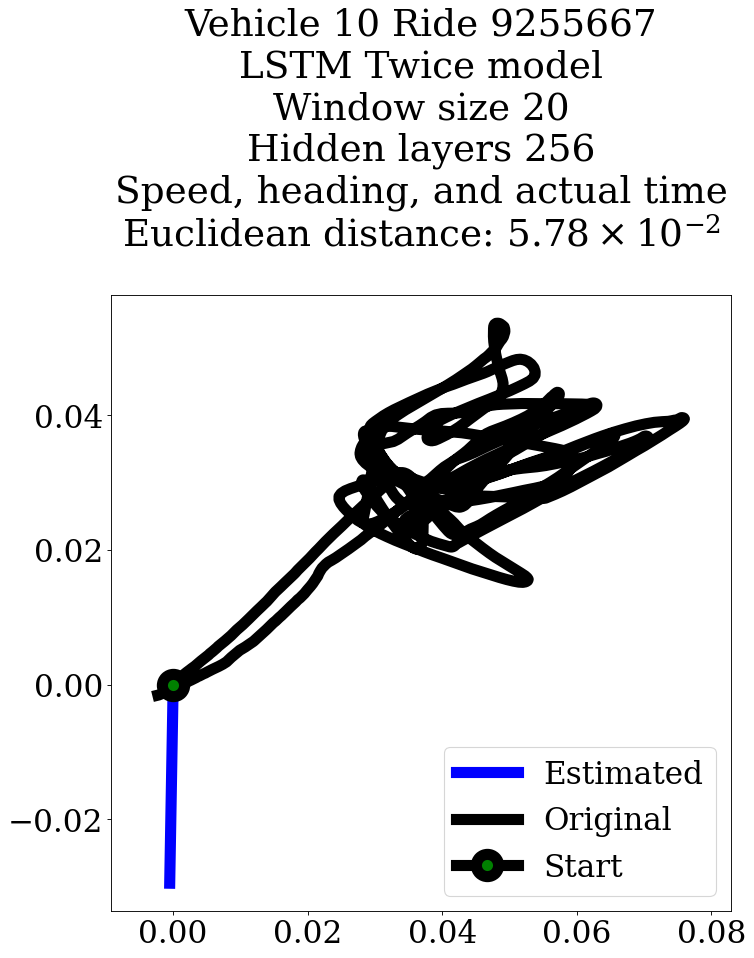 Vehicle 10 Ride 9255667
LSTM Twice model
Window size 20
Hidden layers 256
Speed, heading, and actual time
Euclidean distance: 5.78 × 10⁻²
0.04
0.02
0.00
−0.02
Estimated
Original
Start
0.00 0.02 0.04 0.06 0.08